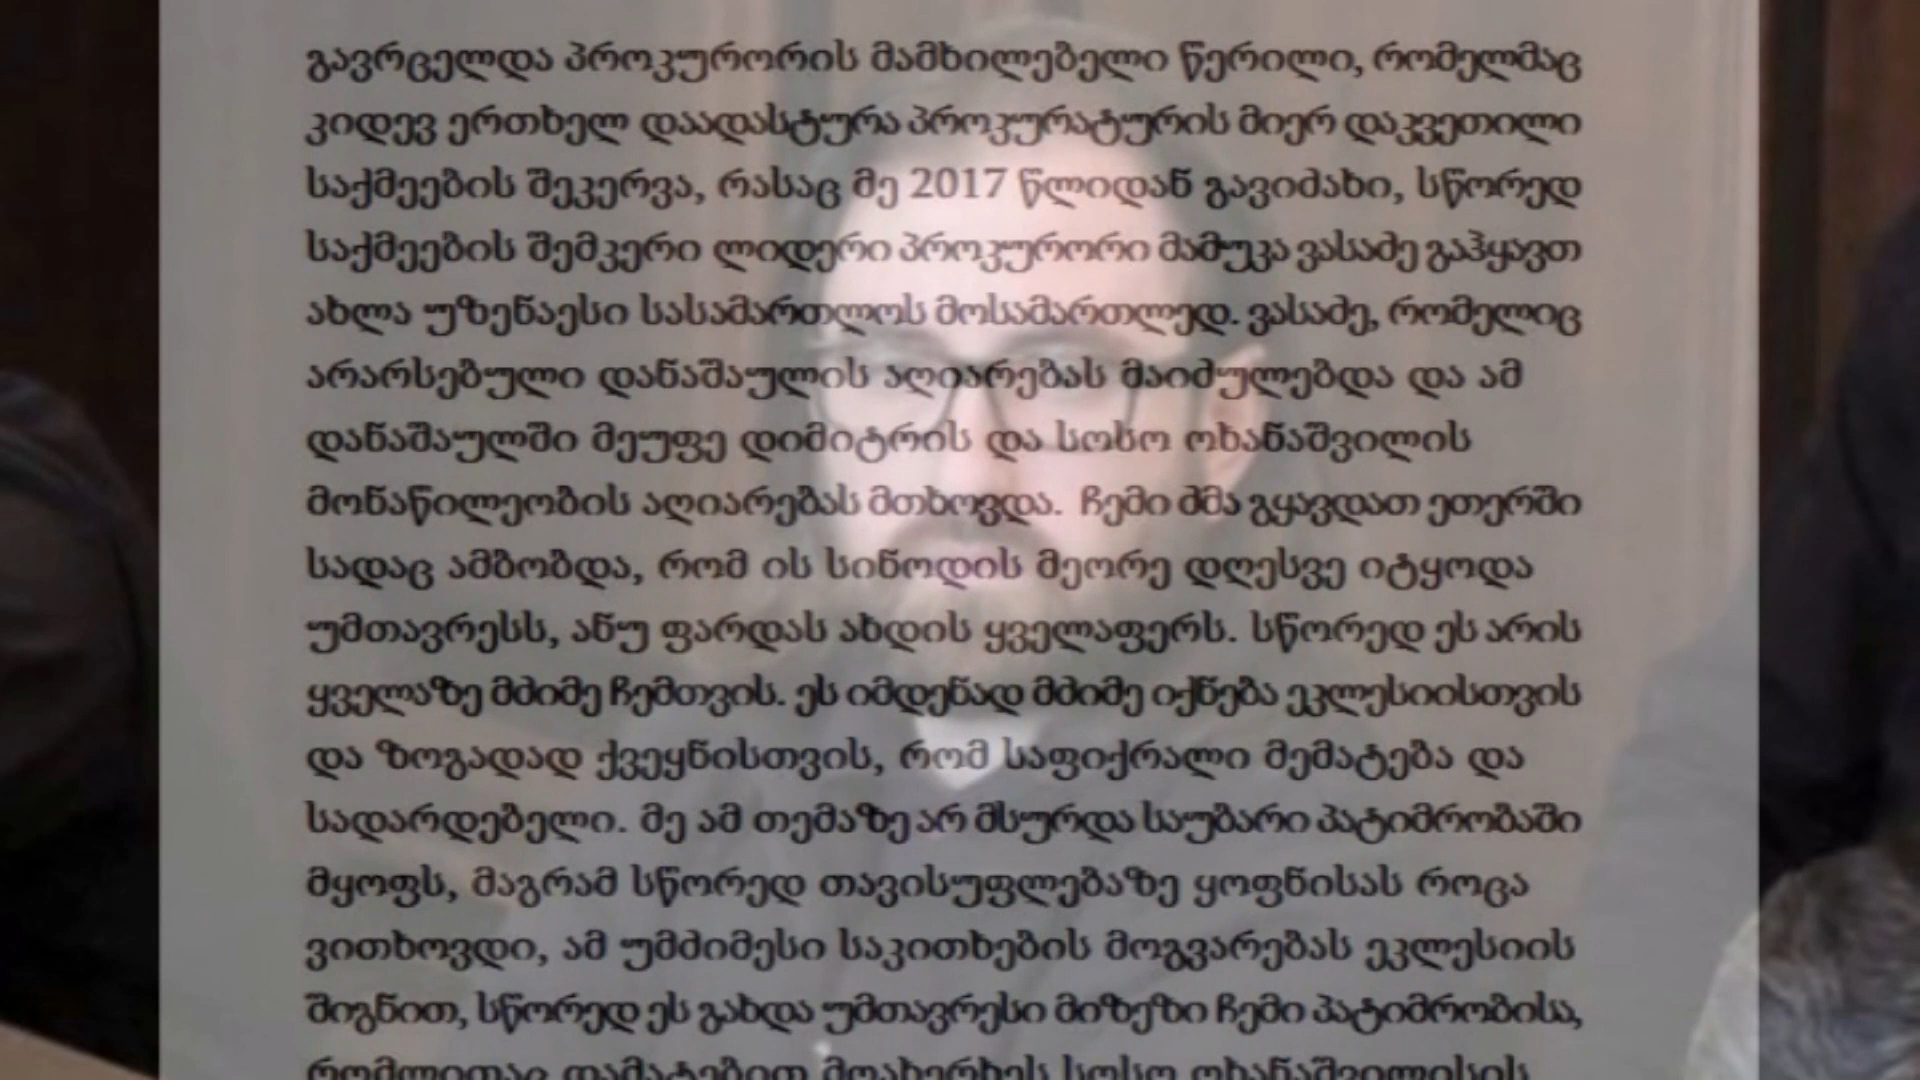 გავრცელდა პროკურორის მამხილებელი წერილი, რომელმაც
კიდევ ერთხელ დაადასტურა პროკურატურის მიერ დაკვეთილი
საქმეების შეკერვა, რასაც მე 2017 წლიდან გავიძახი, სწორედ
საქმეების შემკერი ლიდერი პროკურორი მამუკა ვასაძე გაჰყავთ
ახლა უზენაესი სასამართლოს მოსამართლედ. ვასაძე, რომელიც
არარსებული დანაშაულის აღიარებას მაიძულებდა და ამ
დანაშაულში მეუფე დიმიტრის და სოსო ოხანაშვილის
მონაწილეობის აღიარებას მთხოვდა. ჩემი ძმა გყავდათ ეთერში
სადაც ამბობდა, რომ ის სინოდის მეორე დღესვე იტყოდა
უმთავრესს, ანუ ფარდას ახდის ყველაფერს. სწორედ ეს არის
ყველაზე მძიმე ჩემთვის. ეს იმდენად მძიმე იქნება ეკლესიისთვის
და ზოგადად ქვეყნისთვის, რომ საფიქრალი მემატება და
სადარდებელი. მე ამ თემაზე არ მსურდა საუბარი პატიმრობაში
მყოფს, მაგრამ სწორედ თავისუფლებაზე ყოფნისას როცა
ვითხოვდი, ამ უმძიმესი საკითხების მოგვარებას ეკლესიის
შიგნით, სწორედ ეს გახდა უმთავრესი მიზეზი ჩემი პატიმრობისა,
რომლითაც დამატებით მოახერხეს სოსო ოხანაშვილისის